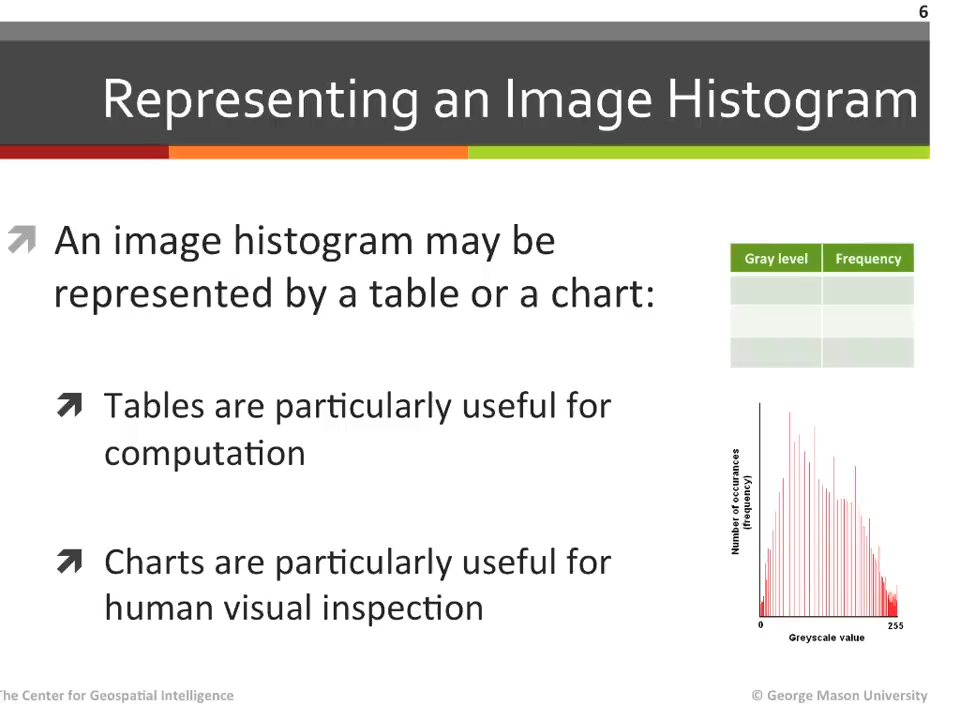 6
Representing an Image Histogram
An image histogram may be
represented by a table or a chart:
Gray level Frequency
Tables are particularly useful for
computation
Charts are particularly useful for
human visual inspection
Number of occurances
(frequency)
0 255
Greyscale value
The Center for Geospatial Intelligence
© George Mason University